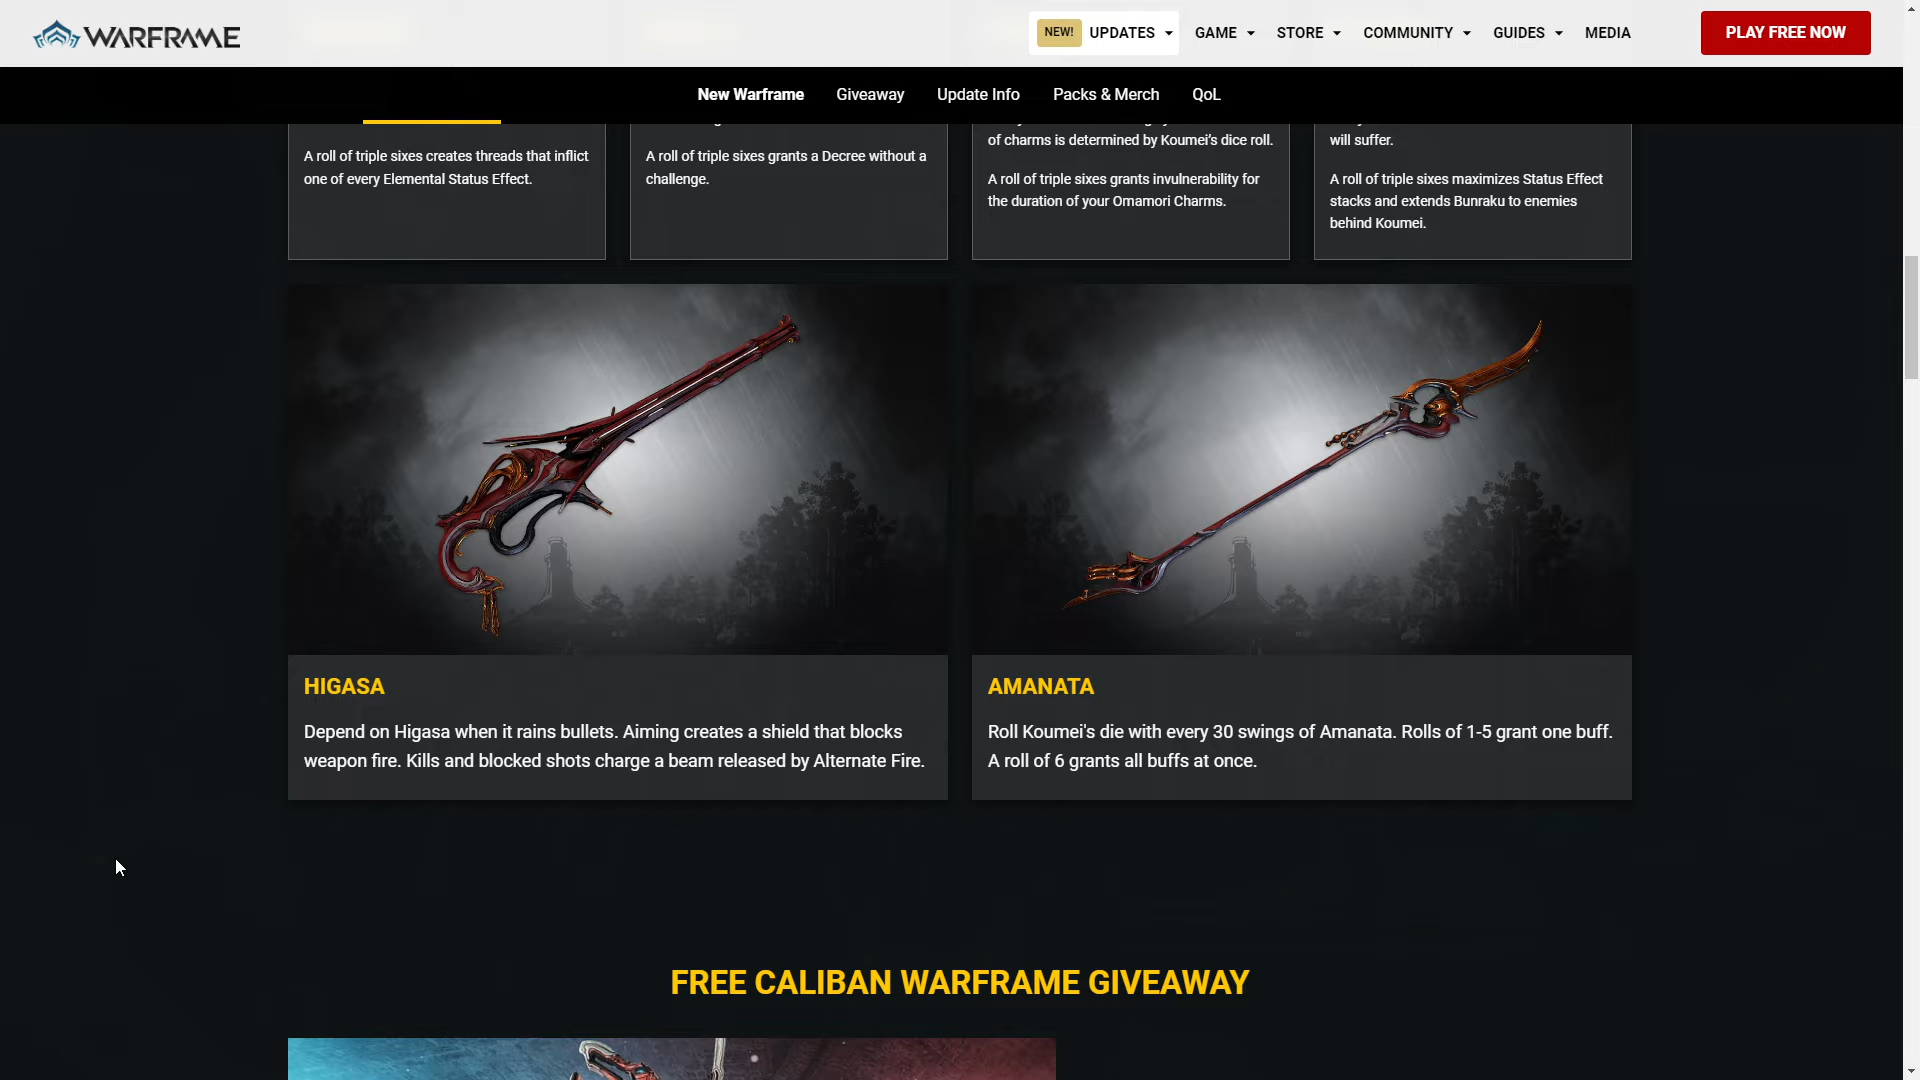 WARFRAME
NEW! UPDATES GAME STORE COMMUNITY GUIDES MEDIA PLAY FREE NOW
New Warframe Giveaway Update Info Packs & Merch QoL
A roll of triple sixes creates threads that inflict
one of every Elemental Status Effect.
A roll of triple sixes grants a Decree without a
challenge.
of charms is determined by Koumei's dice roll.
A roll of triple sixes grants invulnerability for
the duration of your Omamori Charms.
will suffer.
A roll of triple sixes maximizes Status Effect
stacks and extends Bunraku to enemies
behind Koumei.
HIGASA
Depend on Higasa when it rains bullets. Aiming creates a shield that blocks
weapon fire. Kills and blocked shots charge a beam released by Alternate Fire.
AMANATA
Roll Koumei's die with every 30 swings of Amanata. Rolls of 1-5 grant one buff.
A roll of 6 grants all buffs at once.
FREE CALIBAN WARFRAME GIVEAWAY